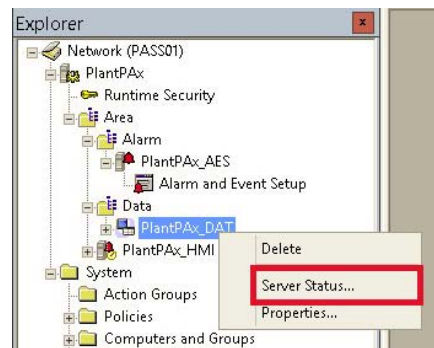 Explorer
x
Network (PASS01)
PlantPAx
Runtime Security
Area
Alarm
PlantPAx_AES
Alarm and Event Setup
Data
PlantPAx_DAT
PlantPAx_HMI
Delete
Server Status...
Properties...
System
Action Groups
Policies
Computers and Groups